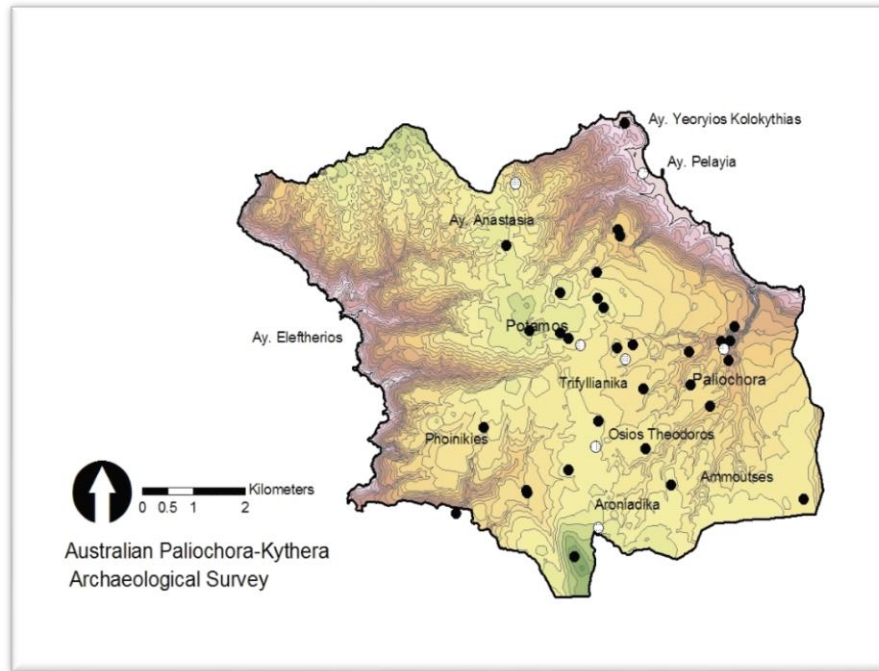 Ay. Yeoryios Kolokythias
Ay. Pelayia
Ay. Anastasia
Potamos
Ay. Eleftherios
Trifyllianika
Paliochora
Phoinikies
Osios Theodoros
Ammoutses
Aroniadika
Kilometers
0 0.5 1 2
Australian Paliochora-Kythera
Archaeological Survey